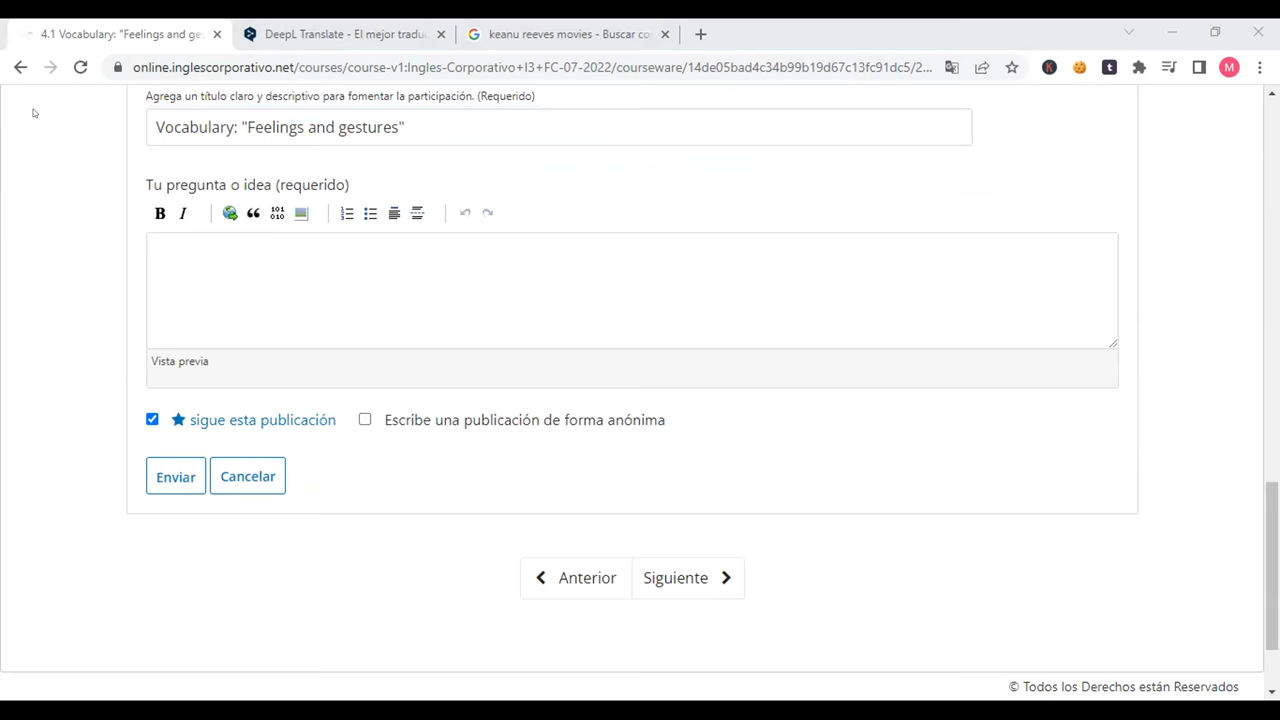 4.1 Vocabulary: "Feelings and ges
DeepL Translate - El mejor tradu
keanu reeves movies - Buscar co
online.inglescorporativo.net/courses/course-v1:Ingles-Corporativo+I3+FC-07-2022/courseware/14de05bad4c34b99b19d67c13fc91dc5/2...
K
t
M
Agrega un título claro y descriptivo para fomentar la participación. (Requerido)
Vocabulary: "Feelings and gestures"
Tu pregunta o idea (requerido)
B I “ 101 010
Vista previa
sigue esta publicación Escribe una publicación de forma anónima
Enviar Cancelar
Anterior Siguiente
© Todos los Derechos están Reservados